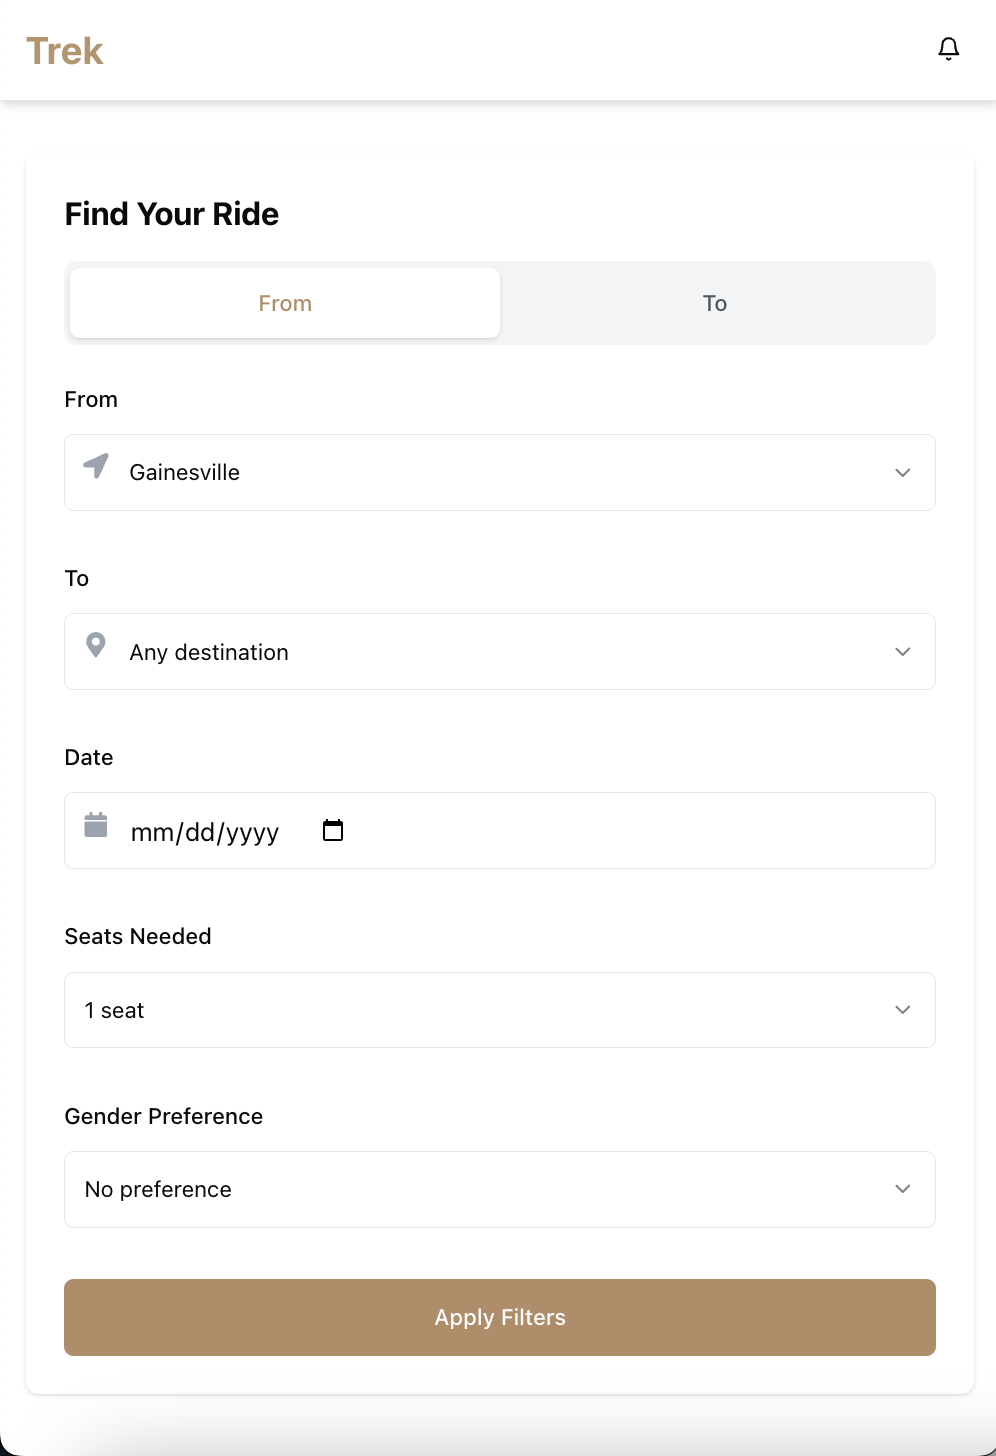 Trek
Find Your Ride
From To
From
Gainesville
To
Any destination
Date
mm/dd/yyyy
Seats Needed
1 seat
Gender Preference
No preference
Apply Filters